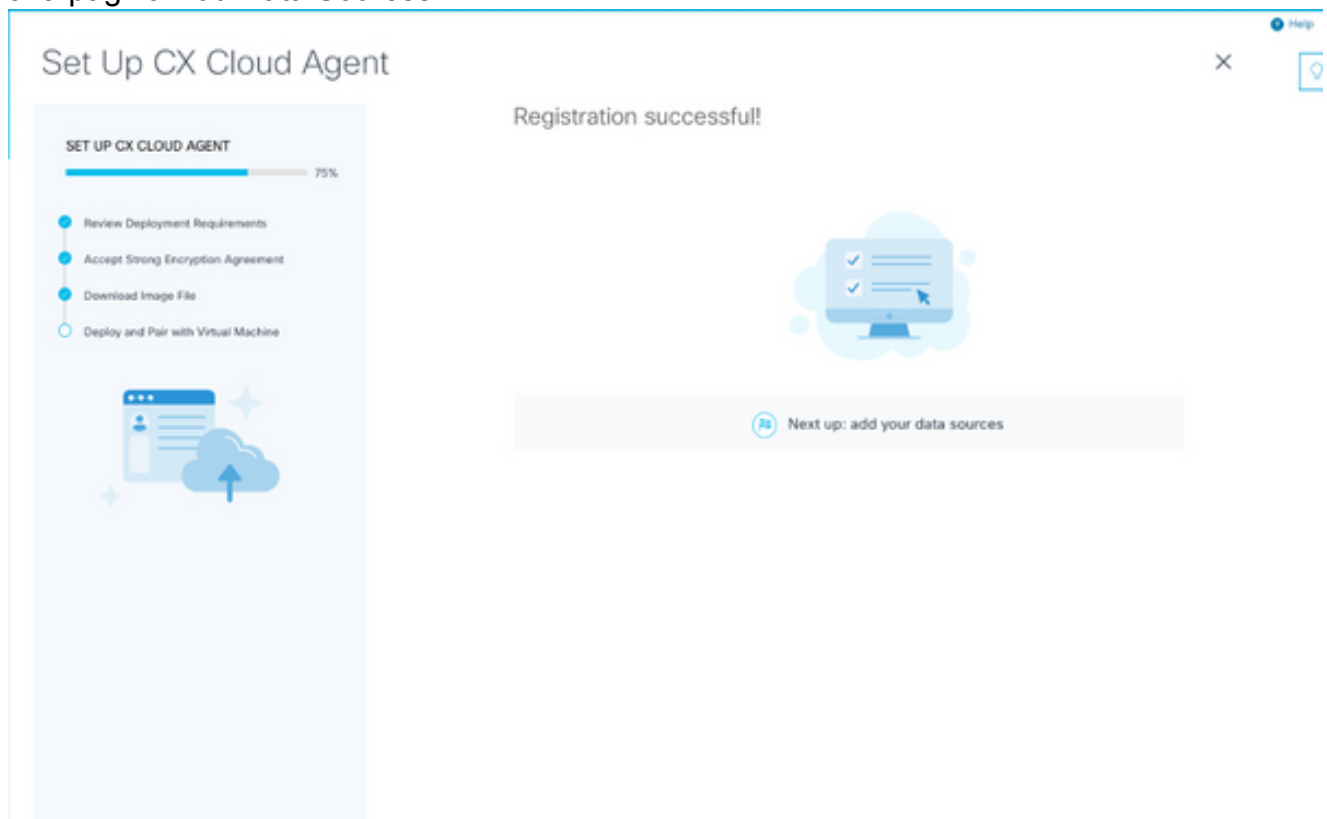 Help
Set Up CX Cloud Agent
Registration successful!
SET UP CX CLOUD AGENT
75%
Review Deployment Requirements
Accept Strong Encryption Agreement
Download Image File
Deploy and Pair with Virtual Machine
Next up: add your data sources